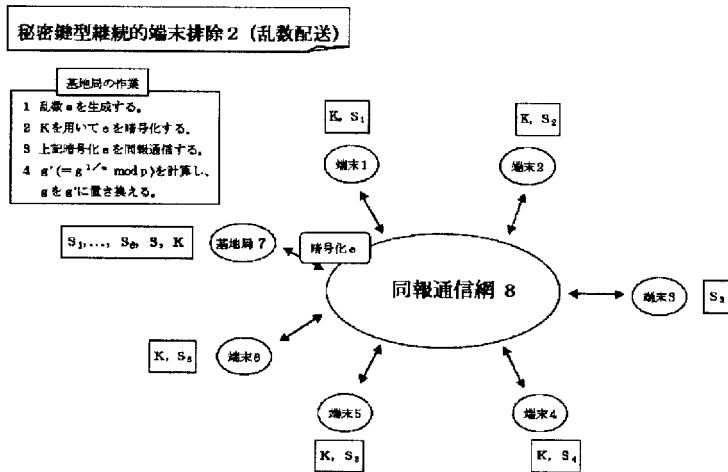 秘密鍵型継続的端末排除２（乱数配送）
基地局の作業
1 乱数eを生成する。
2 Kを用いてeを暗号化する。
3 上記暗号化eを同報通信する。
4 g'(=g^{1/e} mod p)を計算し、
gをg'に置き換える。
K, S₁
端末1
K, S₂
端末2
S₁,..., S₆, S, K
基地局7
暗号化e
同報通信網 8
端末3
S₃
K, S₆
端末6
端末5
K, S₅
端末4
K, S₄